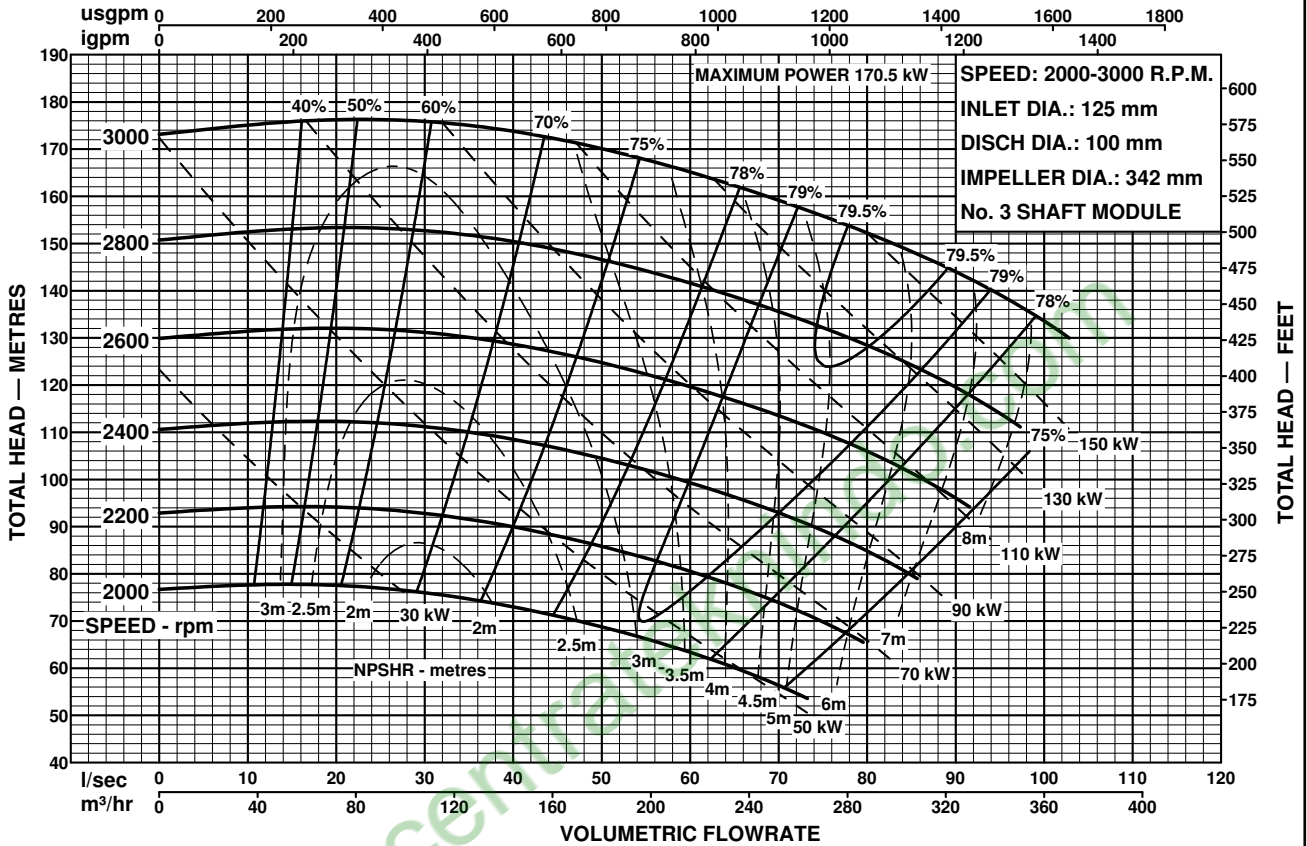 usgpm 0 200 400 600 800 1000 1200 1400 1600 1800
igpm 0 200 400 600 800 1000 1200 1400
MAXIMUM POWER 170.5 kW
SPEED: 2000-3000 R.P.M.
INLET DIA.: 125 mm
DISCH DIA.: 100 mm
IMPELLER DIA.: 342 mm
No. 3 SHAFT MODULE
TOTAL HEAD — METRES
190
180
170
160
150
140
130
120
110
100
90
80
70
60
50
40
3000
2800
2600
2400
2200
2000
SPEED - rpm
40% 50% 60% 70% 75% 78% 79% 79.5% 79.5% 79% 78% 75%
600
575
550
525
500
475
450
425
400
375
350
325
300
275
250
225
200
175
TOTAL HEAD — FEET
150 kW
130 kW
110 kW
90 kW
70 kW
50 kW
30 kW
8m
7m
3m 2.5m 2m 2m 2.5m 3m 3.5m 4m 4.5m 5m 6m
NPSHR - metres
l/sec 0 10 20 30 40 50 60 70 80 90 100 110 120
m³/hr 0 40 80 120 160 200 240 280 320 360 400
VOLUMETRIC FLOWRATE
centrateknindo.com